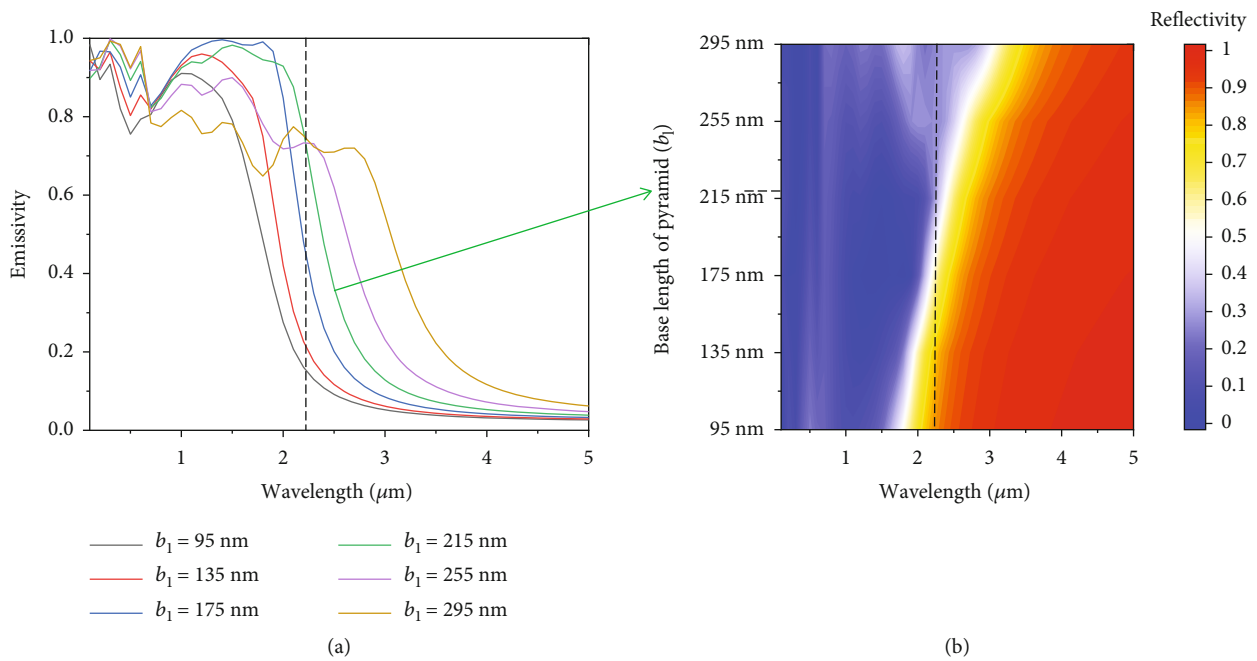 1.0
0.8
0.6
0.4
0.2
0.0
Emissivity
1 2 3 4 5
Wavelength (μm)
b1 = 95 nm
b1 = 135 nm
b1 = 175 nm
b1 = 215 nm
b1 = 255 nm
b1 = 295 nm
(a)
295 nm
255 nm
215 nm
175 nm
135 nm
95 nm
Base length of pyramid (b1)
1 2 3 4 5
Wavelength (μm)
(b)
Reflectivity
1
0.9
0.8
0.7
0.6
0.5
0.4
0.3
0.2
0.1
0